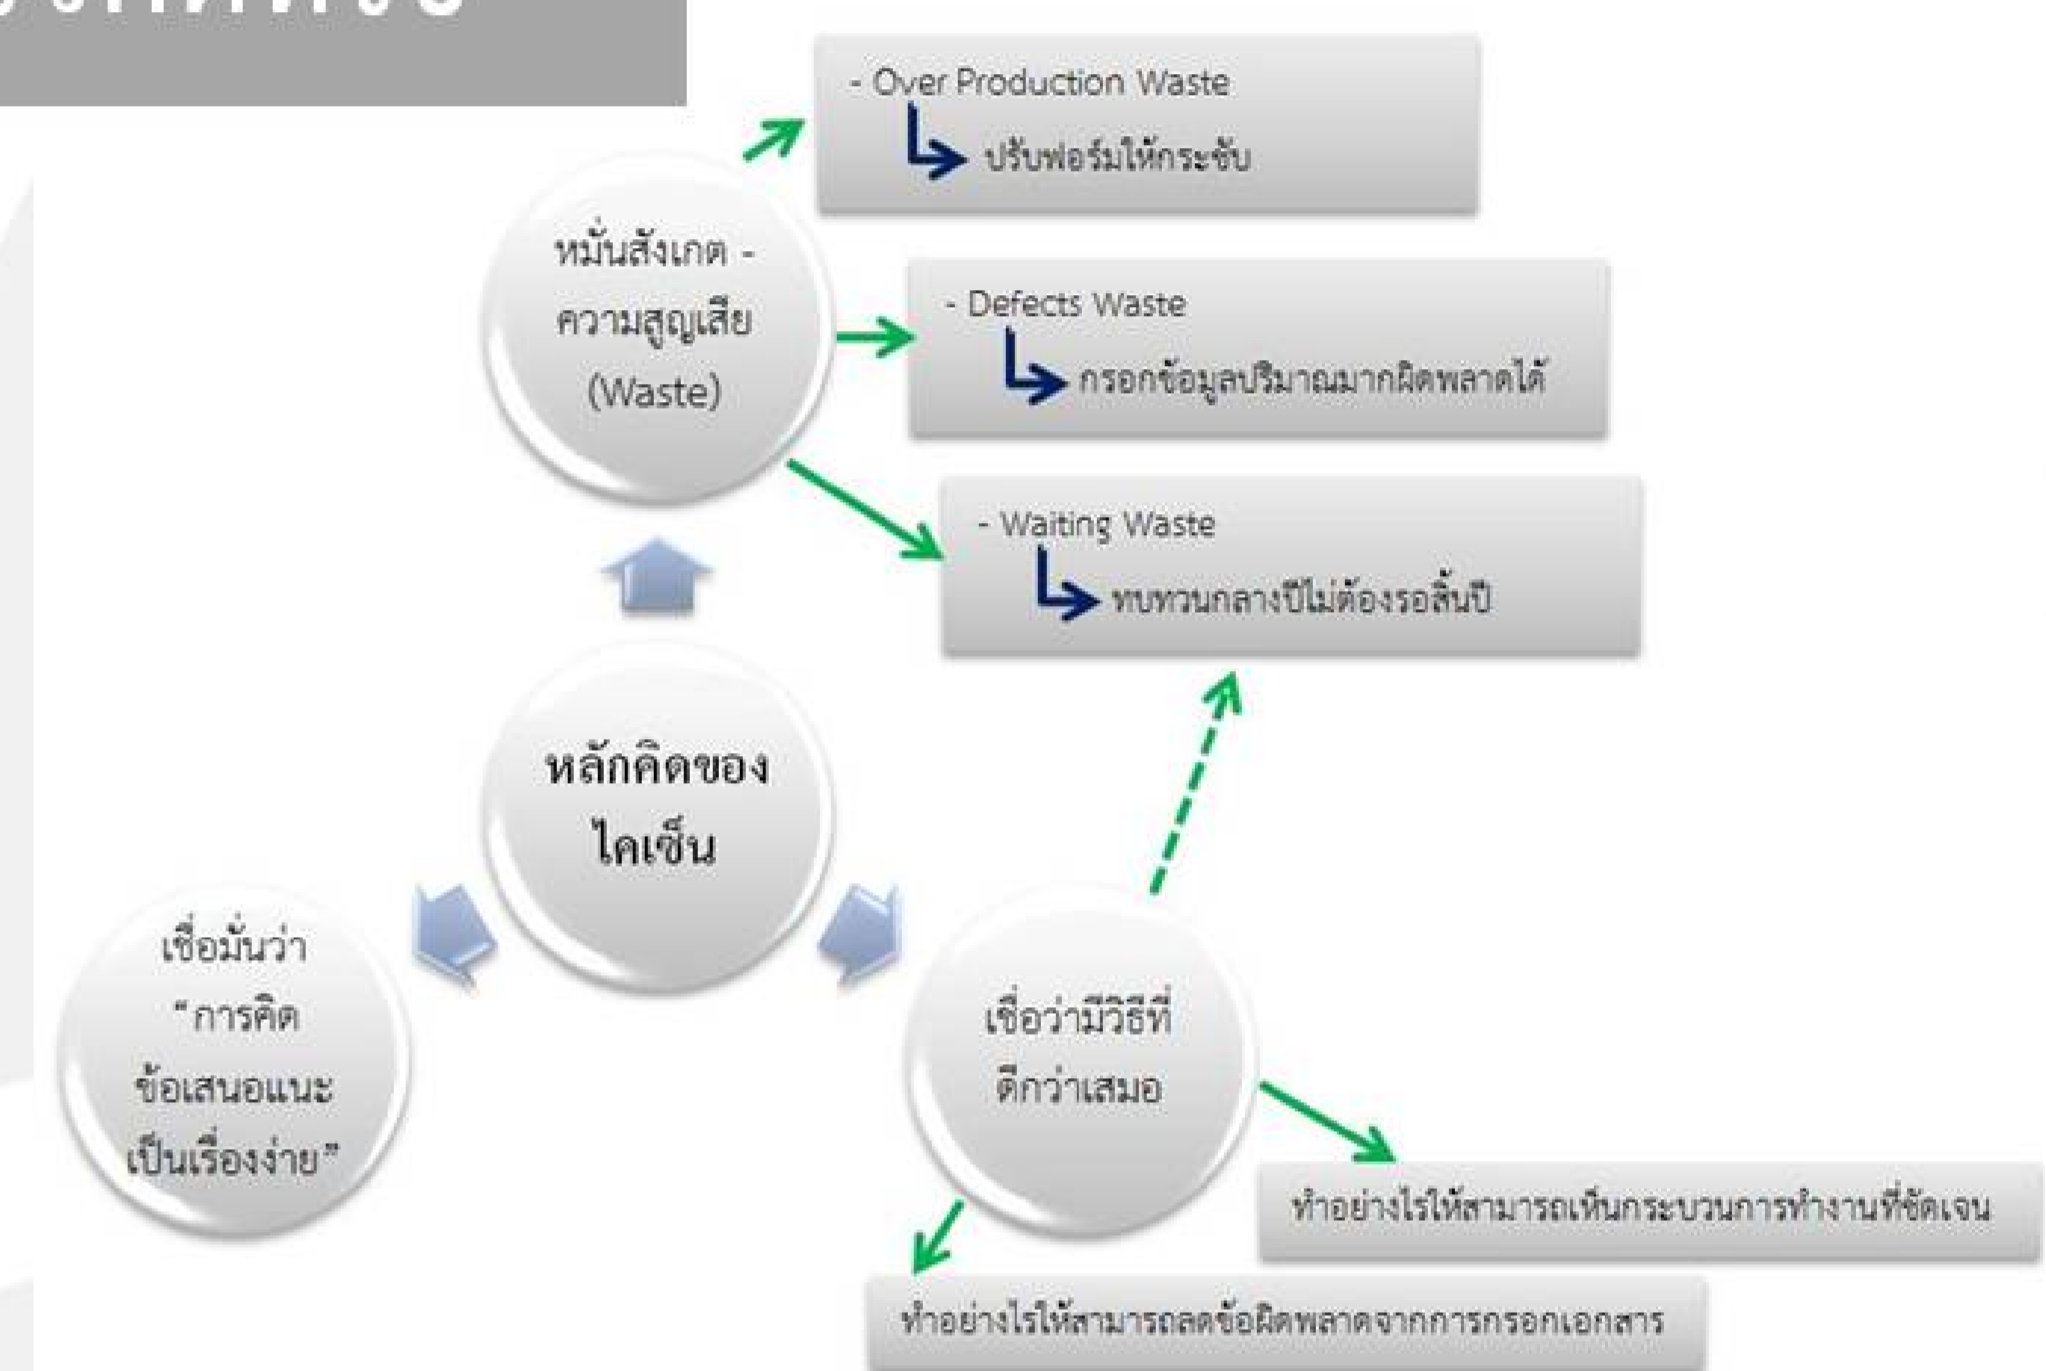 - Over Production Waste
ปรับฟอร์มให้กระชับ
หมั่นสังเกต -
ความสูญเสีย
(Waste)
- Defects Waste
กรอกข้อมูลปริมาณมากผิดพลาดได้
- Waiting Waste
ทบทวนกลางปีไม่ต้องรอสิ้นปี
หลักคิดของ
ไคเซ็น
เชื่อมั่นว่า
“การคิด
ข้อเสนอแนะ
เป็นเรื่องง่าย”
เชื่อว่ามีวิธีที่
ดีกว่าเสมอ
ทำอย่างไรให้สามารถเห็นกระบวนการทำงานที่ชัดเจน
ทำอย่างไรให้สามารถลดข้อผิดพลาดจากการกรอกเอกสาร